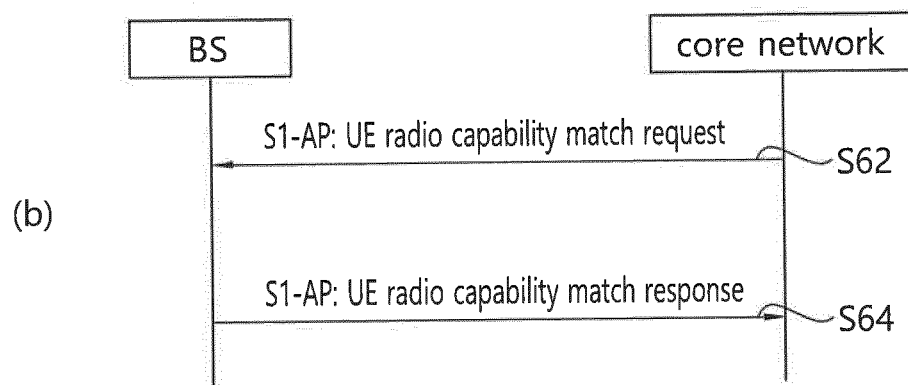 BS
core network
S1-AP: UE radio capability match request
S62
(b)
S1-AP: UE radio capability match response
S64